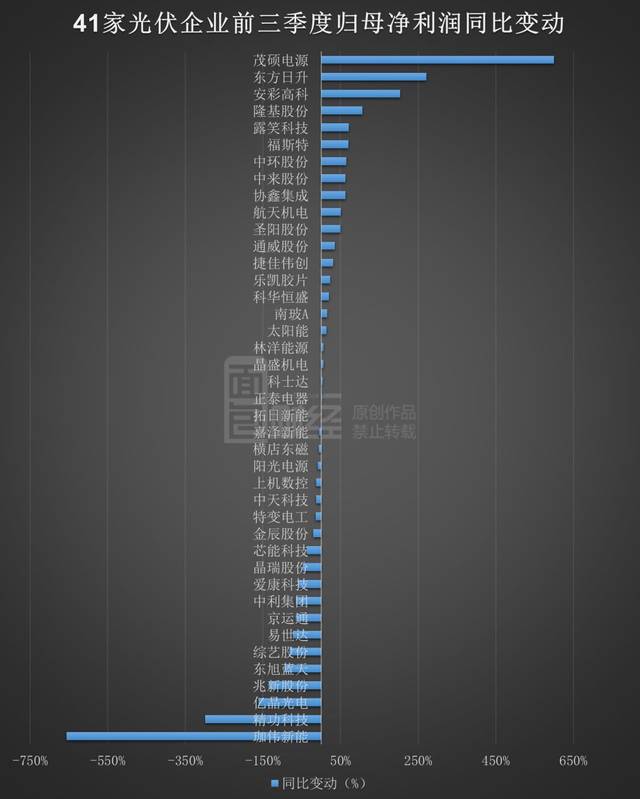 41家光伏企业前三季度归母净利润同比变动
茂硕电源
东方日升
安彩高科
隆基股份
露笑科技
福斯特
中环股份
中来股份
协鑫集成
航天机电
圣阳股份
通威股份
捷佳伟创
乐凯胶片
科华恒盛
南玻A
太阳能
林洋能源
晶盛机电
科士达
正泰电器
拓日新能
嘉泽新能
横店东磁
阳光电源
上机数控
中天科技
特变电工
金辰股份
芯能科技
晶瑞股份
爱康科技
中利集团
京运通
易世达
综艺股份
东旭蓝天
兆新股份
亿晶光电
精功科技
珈伟新能
原创作品
禁止转载
-750% -550% -350% -150% 50% 250% 450% 650%
同比变动（%）